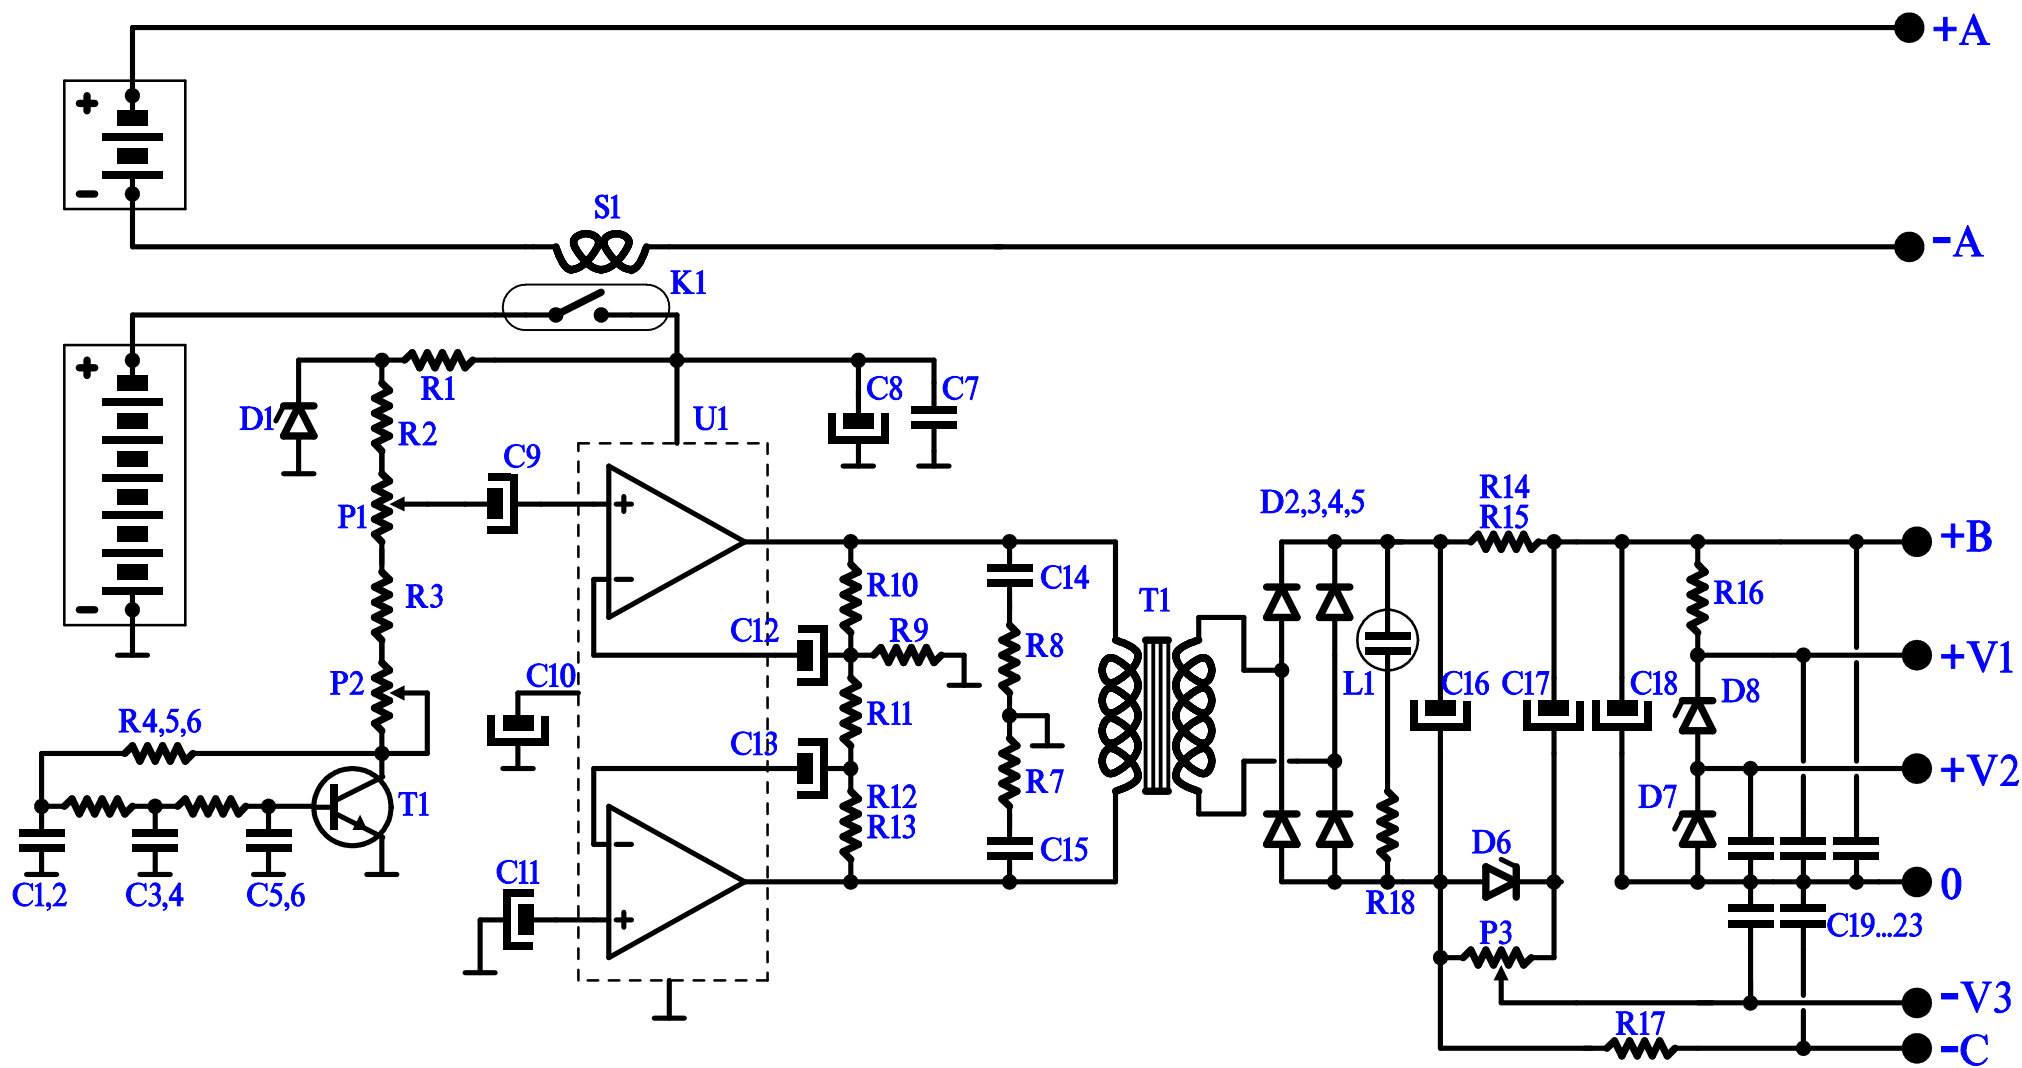 +A
S1
-A
K1
R1
C8
C7
D1
R2
U1
C9
P1
D2,3,4,5
R14
R15
+B
R3
R10
C14
T1
R16
C12
R9
R8
+V1
P2
C10
L1
C16
C17
C18
D8
R4,5,6
R11
C13
R7
+V2
T1
R12
R13
D7
C15
D6
C1,2
C3,4
C5,6
C11
R18
0
P3
C19...23
-V3
R17
-C
+
-
+
-
+
-
-
+